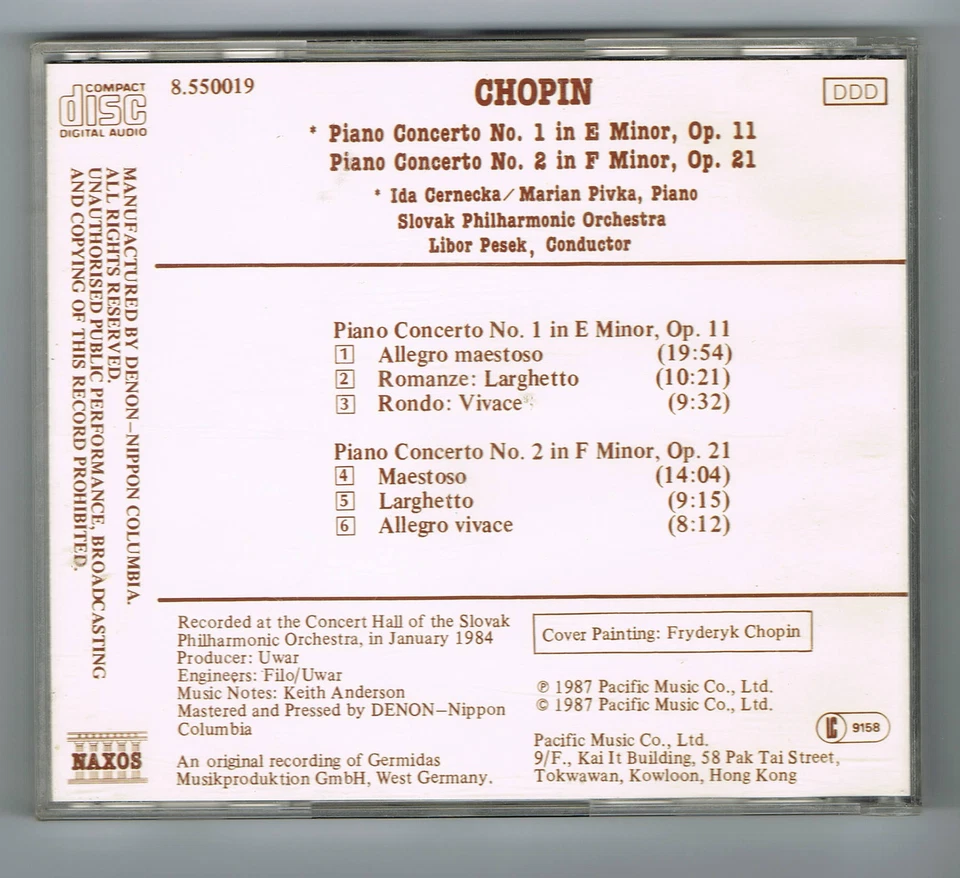 COMPACT
disc
DIGITAL AUDIO
8.550019
CHOPIN
DDD
* Piano Concerto No. 1 in E Minor, Op. 11
Piano Concerto No. 2 in F Minor, Op. 21
* Ida Cernecka/Marian Pivka, Piano
Slovak Philharmonic Orchestra
Libor Pesek, Conductor
MANUFACTURED BY DENON–NIPPON COLUMBIA.
ALL RIGHTS RESERVED.
UNAUTHORISED PUBLIC PERFORMANCE, BROADCASTING
AND COPYING OF THIS RECORD PROHIBITED.
Piano Concerto No. 1 in E Minor, Op. 11
1 Allegro maestoso (19:54)
2 Romanze: Larghetto (10:21)
3 Rondo: Vivace (9:32)
Piano Concerto No. 2 in F Minor, Op. 21
4 Maestoso (14:04)
5 Larghetto (9:15)
6 Allegro vivace (8:12)
Recorded at the Concert Hall of the Slovak
Philharmonic Orchestra, in January 1984
Producer: Uwar
Engineers: Filo/Uwar
Music Notes: Keith Anderson
Mastered and Pressed by DENON–Nippon
Columbia
An original recording of Germidas
Musikproduktion GmbH, West Germany.
Cover Painting: Fryderyk Chopin
℗ 1987 Pacific Music Co., Ltd.
© 1987 Pacific Music Co., Ltd.
LC 9158
Pacific Music Co., Ltd.
9/F., Kai It Building, 58 Pak Tai Street,
Tokwawan, Kowloon, Hong Kong
NAXOS